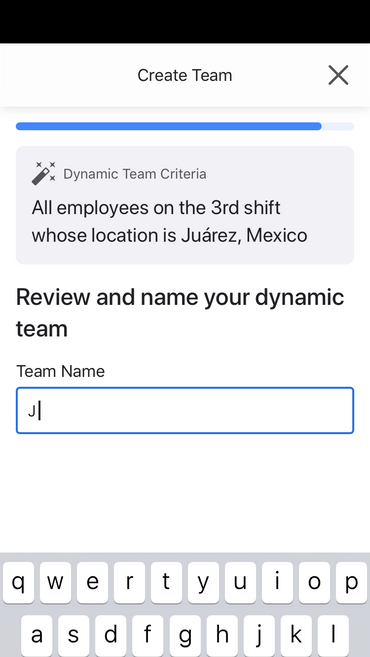 Create Team
Dynamic Team Criteria
All employees on the 3rd shift
whose location is Juárez, Mexico
Review and name your dynamic
team
Team Name
J
q w e r t y u i o p
a s d f g h j k l